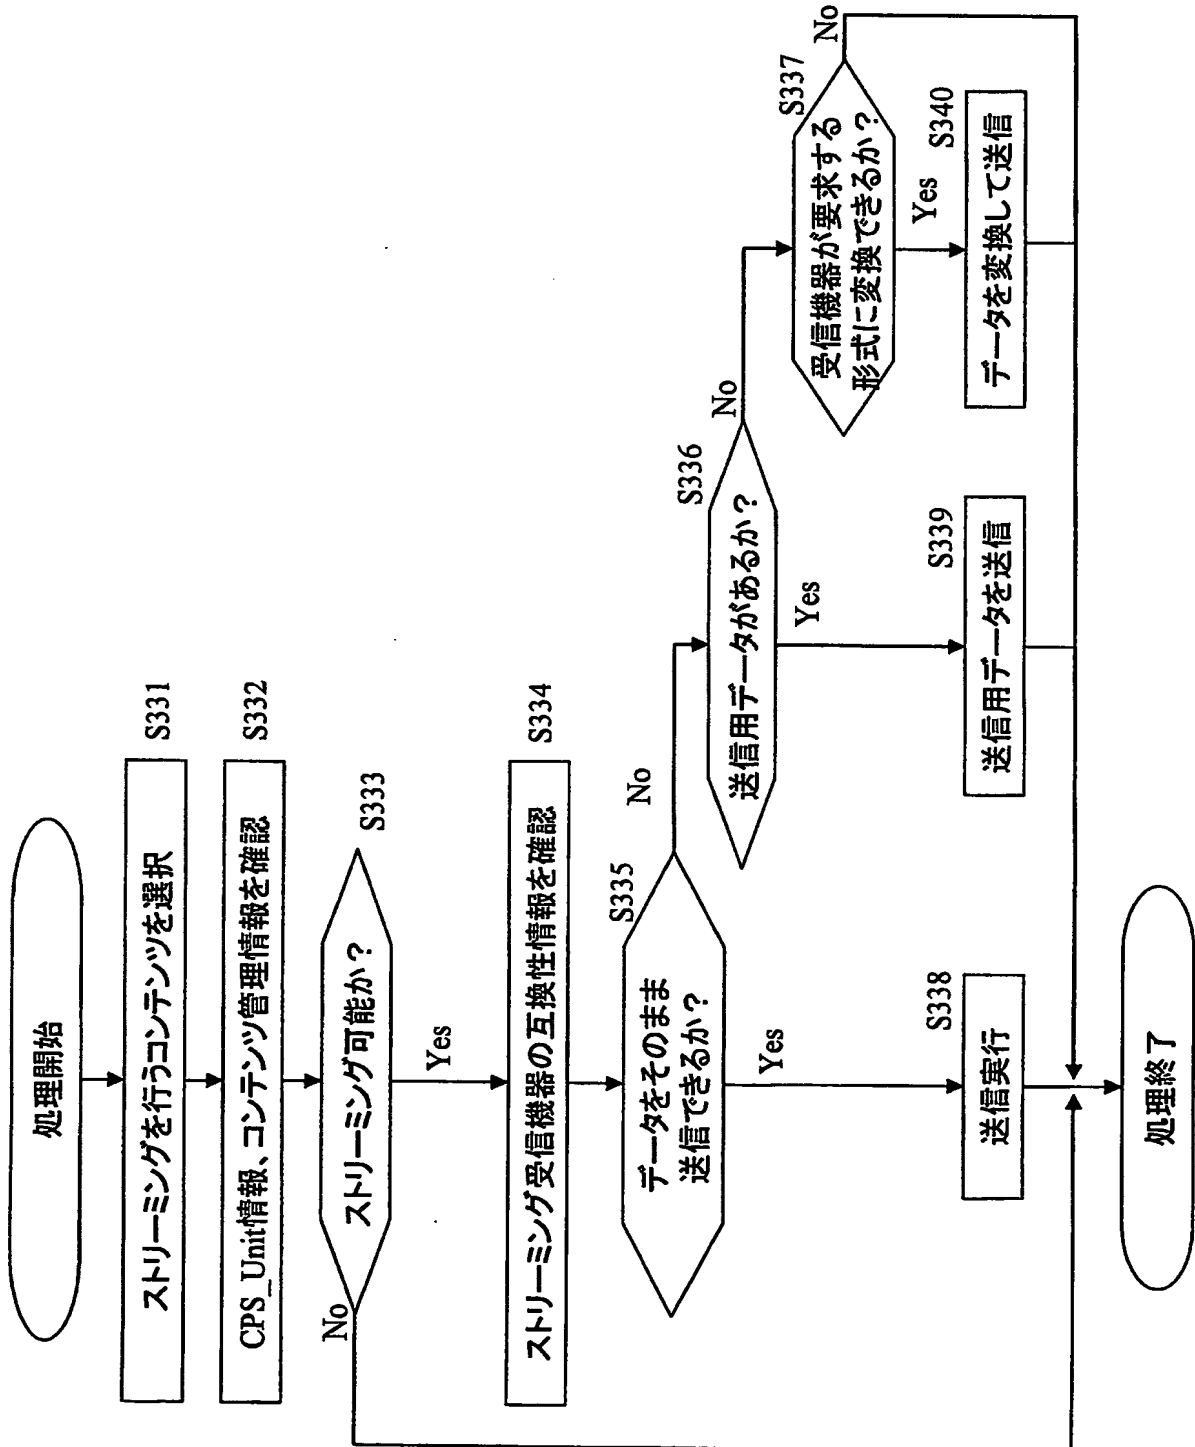 処理開始
S331
ストリーミングを行うコンテンツを選択
S332
CPS_Unit情報、コンテンツ管理情報を確認
S333
ストリーミング可能か？
No
Yes
S334
ストリーミング受信機器の互換性情報を確認
S335
データをそのまま
送信できるか？
No
Yes
S336
送信用データがあるか？
No
Yes
S337
受信機器が要求する
形式に変換できるか？
No
Yes
S338
送信実行
S339
送信用データを送信
S340
データを変換して送信
処理終了